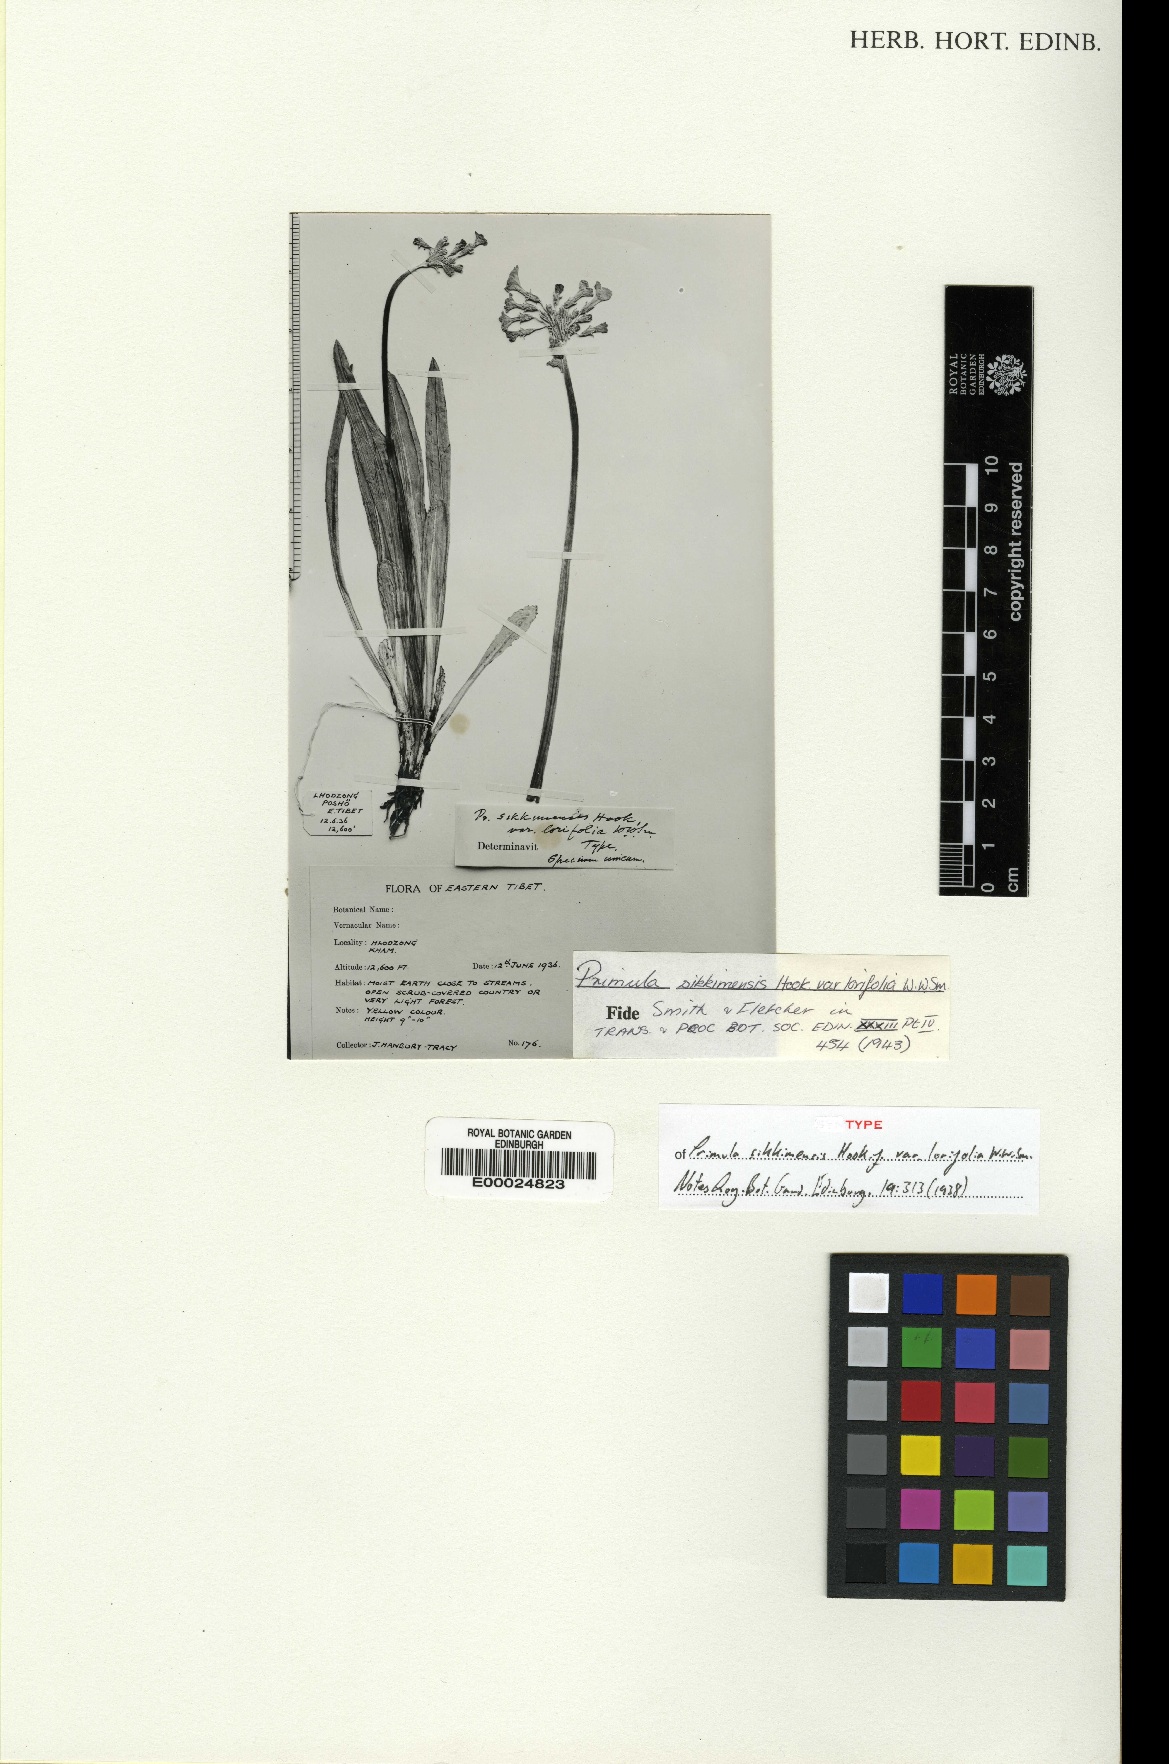 HERB. HORT. EDINB.
ROYAL
BOTANIC
GARDEN
EDINBURGH
10
9
8
7
6
5
4
3
2
1
0
cm
copyright reserved
LHODZONG
POSHÖ
E. TIBET
12.6.36
12,600'
Pr. sikkimensis Hook,
var. lorifolia W.W.Sm.
Determinavit Type.
Specimen unicum.
FLORA OF EASTERN TIBET.
Botanical Name:
Vernacular Name:
Locality: HLODZONG
KHAM.
Altitude: 12,600 FT Date: 12th JUNE 1936.
Habitat: MOIST EARTH CLOSE TO STREAMS.
OPEN SCRUB-COVERED COUNTRY OR
VERY LIGHT FOREST.
Notes: YELLOW COLOUR.
HEIGHT 9"-10"
Collector: J. HANBURY-TRACY No. 176.
Primula sikkimensis Hook var lorifolia W.W.Sm.
Fide Smith & Fletcher in
TRANS. & PROC BOT. SOC. EDIN. XXXIII Pt IV.
454 (1943)
ROYAL BOTANIC GARDEN
EDINBURGH
E00024823
TYPE
of Primula sikkimensis Hook.f. var. lorifolia W.W.Sm.
Notes Roy. Bot. Gard. Edinburg. 19:313 (1938)